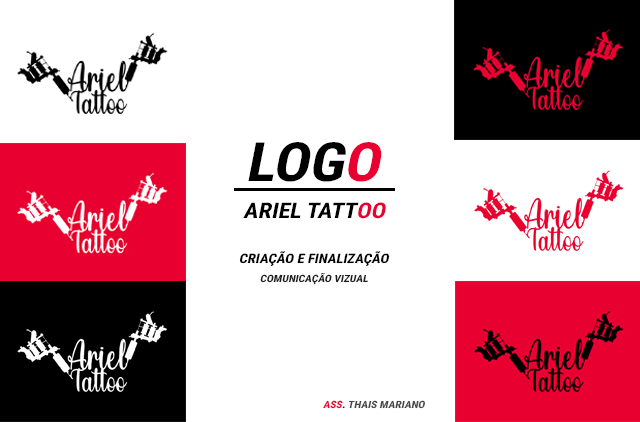 Ariel
Tattoo
Ariel
Tattoo
Ariel
Tattoo
LOGO
ARIEL TATTOO
CRIAÇÃO E FINALIZAÇÃO
COMUNICAÇÃO VIZUAL
ASS. THAIS MARIANO
Ariel
Tattoo
Ariel
Tattoo
Ariel
Tattoo